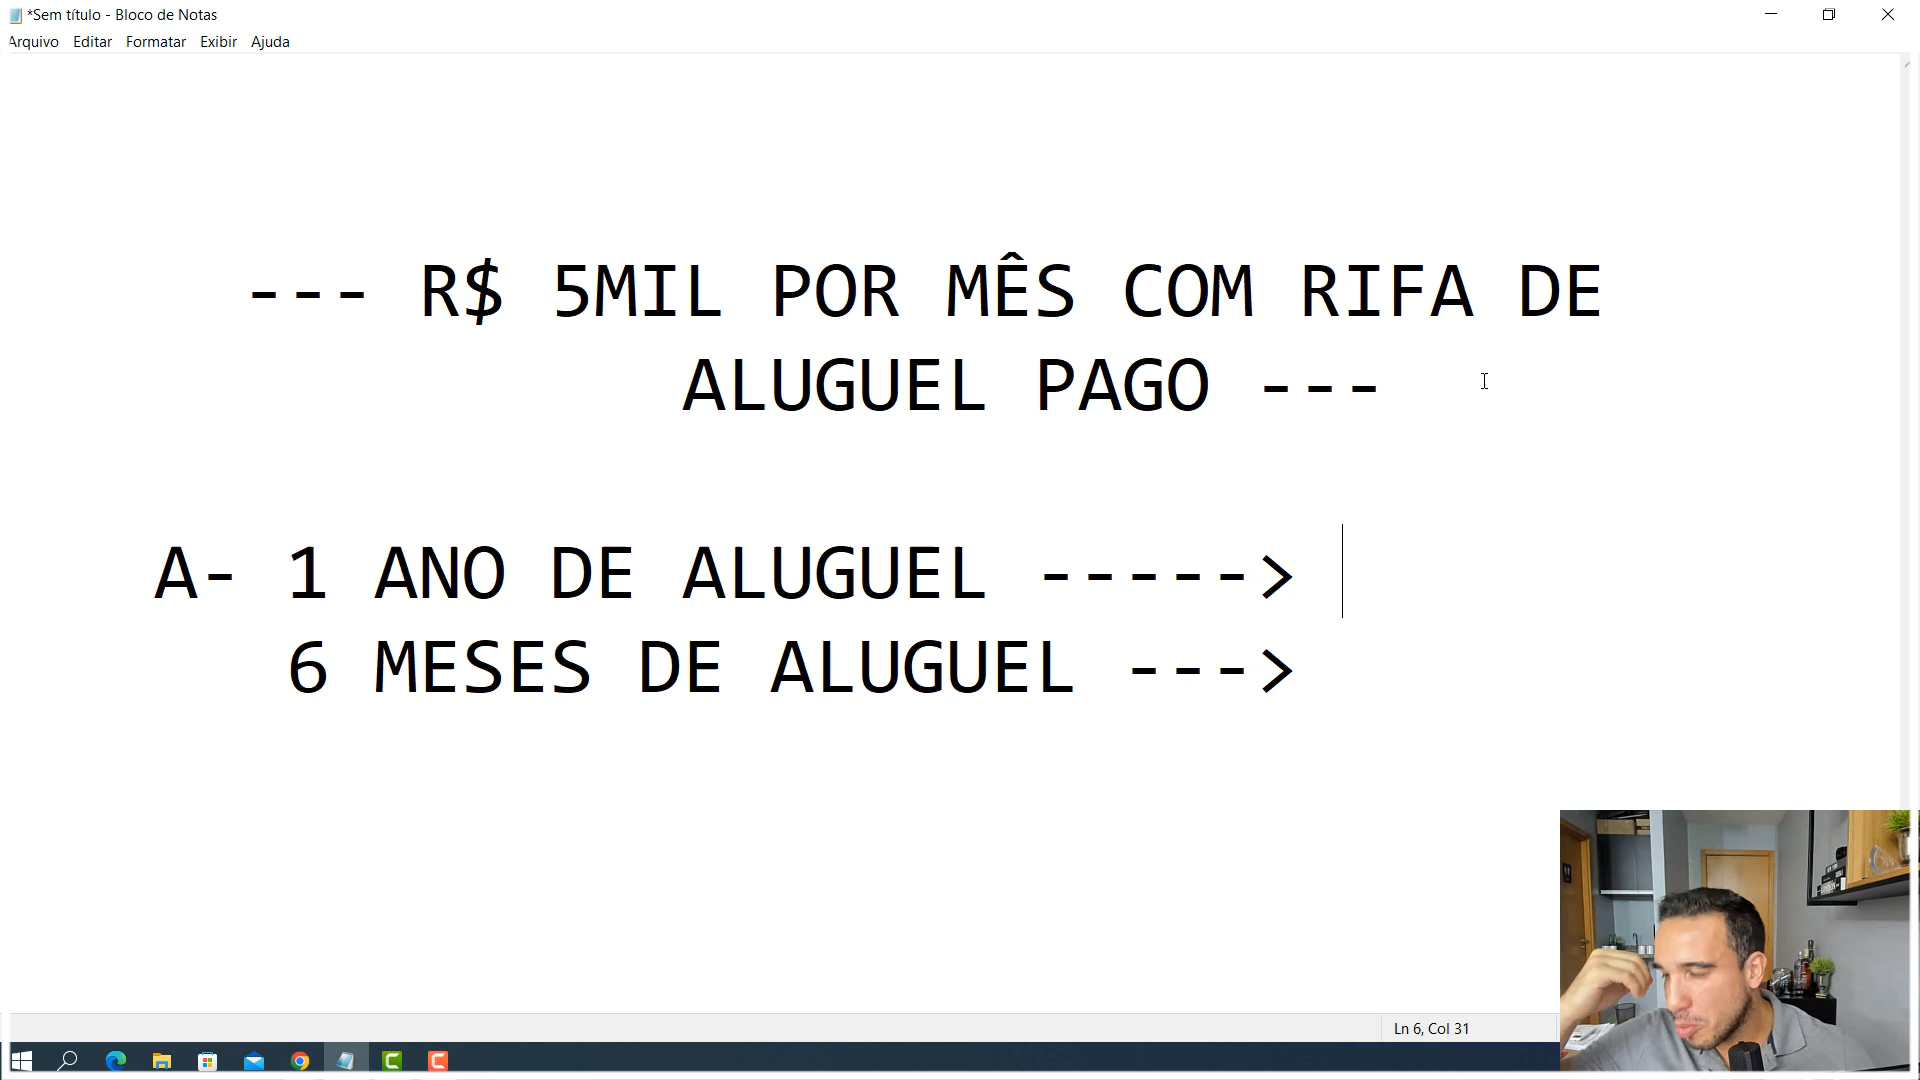 *Sem título - Bloco de Notas
Arquivo Editar Formatar Exibir Ajuda
--- R$ 5MIL POR MÊS COM RIFA DE
ALUGUEL PAGO ---
A- 1 ANO DE ALUGUEL ----->
6 MESES DE ALUGUEL --->
Ln 6, Col 31